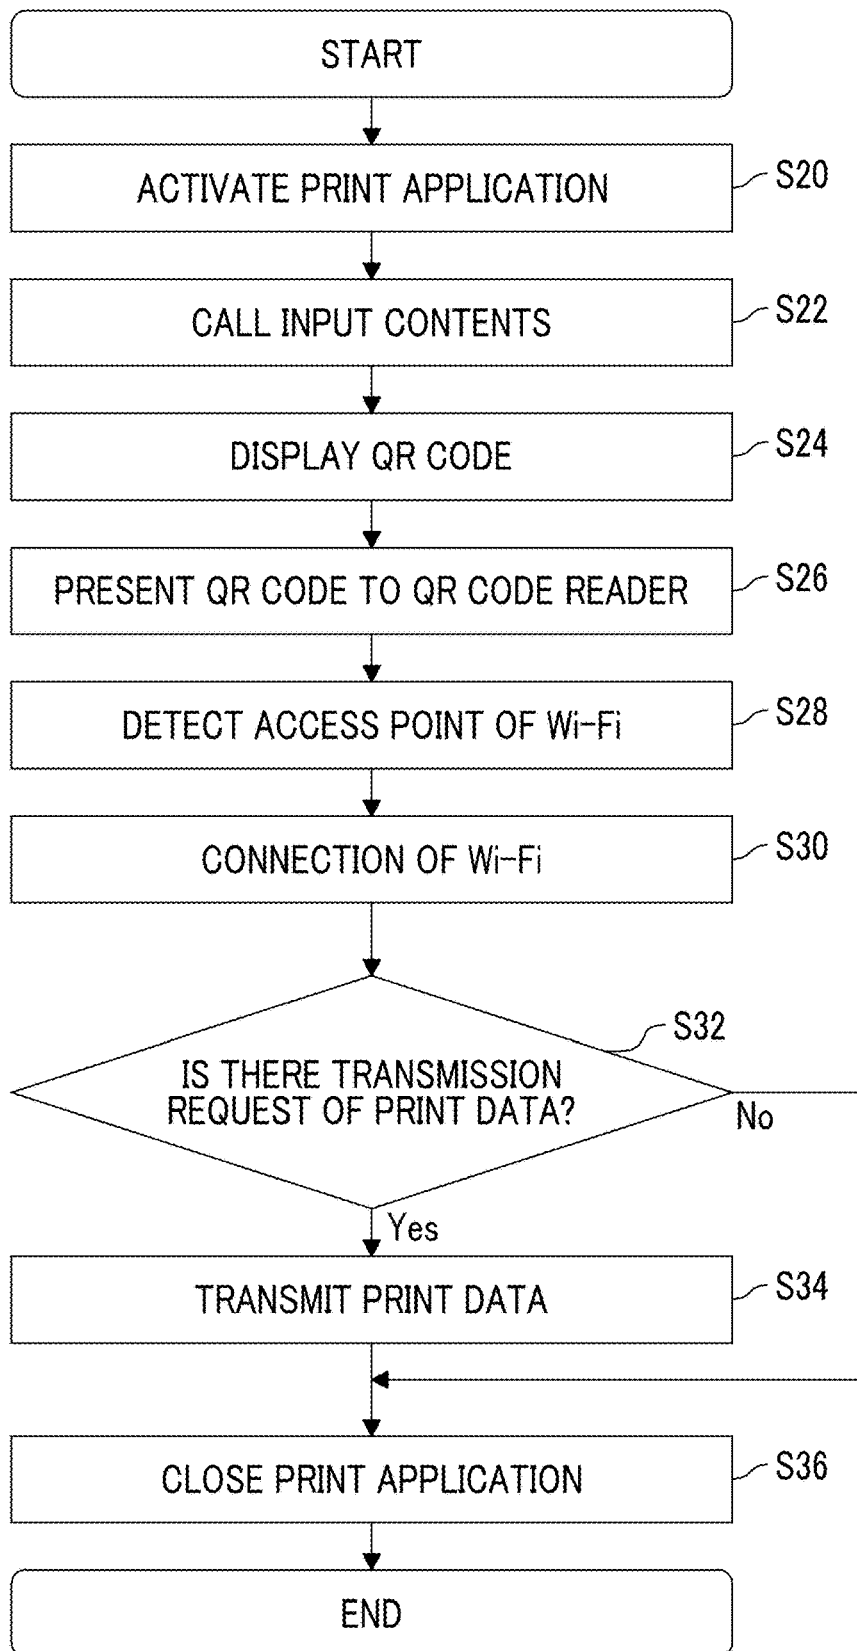 START
ACTIVATE PRINT APPLICATION
S20
CALL INPUT CONTENTS
S22
DISPLAY QR CODE
S24
PRESENT QR CODE TO QR CODE READER
S26
DETECT ACCESS POINT OF Wi-Fi
S28
CONNECTION OF Wi-Fi
S30
S32
IS THERE TRANSMISSION
REQUEST OF PRINT DATA?
No
Yes
TRANSMIT PRINT DATA
S34
CLOSE PRINT APPLICATION
S36
END